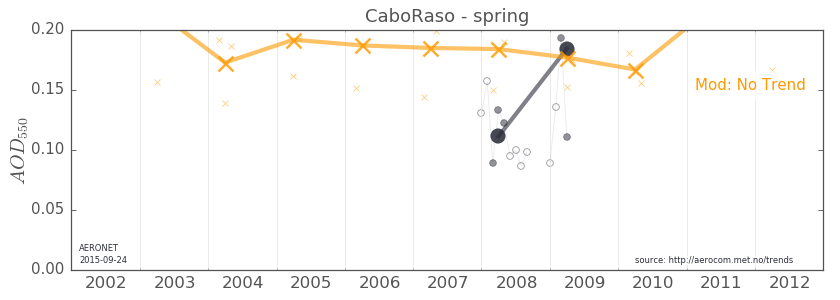 CaboRaso - spring
0.20
0.15
0.10
0.05
0.00
AOD550
Mod: No Trend
AERONET
2015-09-24
source: http://aerocom.met.no/trends
2002 2003 2004 2005 2006 2007 2008 2009 2010 2011 2012